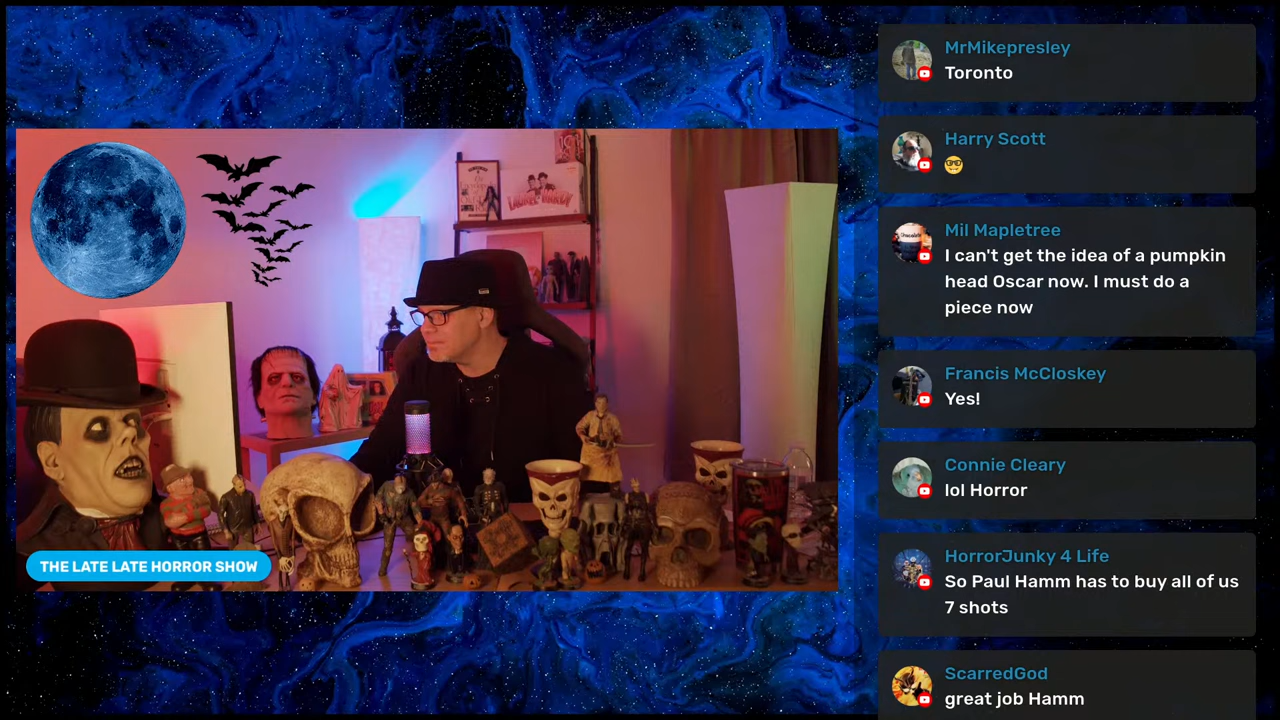 LAUREL HARDY
THE LATE LATE HORROR SHOW
MrMikepresley
Toronto
Harry Scott
Mil Mapletree
I can't get the idea of a pumpkin
head Oscar now. I must do a
piece now
Francis McCloskey
Yes!
Connie Cleary
lol Horror
HorrorJunky 4 Life
So Paul Hamm has to buy all of us
7 shots
ScarredGod
great job Hamm